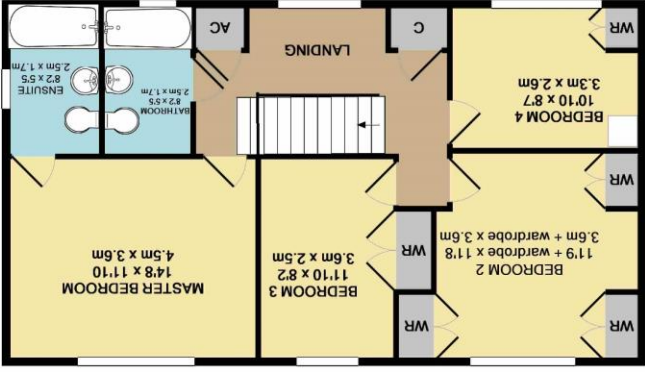 BEDROOM 2
11'9 + wardrobe x 11'8
3.6m + wardrobe x 3.6m
BEDROOM 3
11'10 x 8'2
3.6m x 2.5m
MASTER BEDROOM
14'8 x 11'10
4.5m x 3.6m
WR
WR
WR
WR
BEDROOM 4
10'10 x 8'7
3.3m x 2.6m
BATHROOM
8'2 x 5'5
2.5m x 1.7m
ENSUITE
8'2 x 5'5
2.5m x 1.7m
WR
C
LANDING
AC